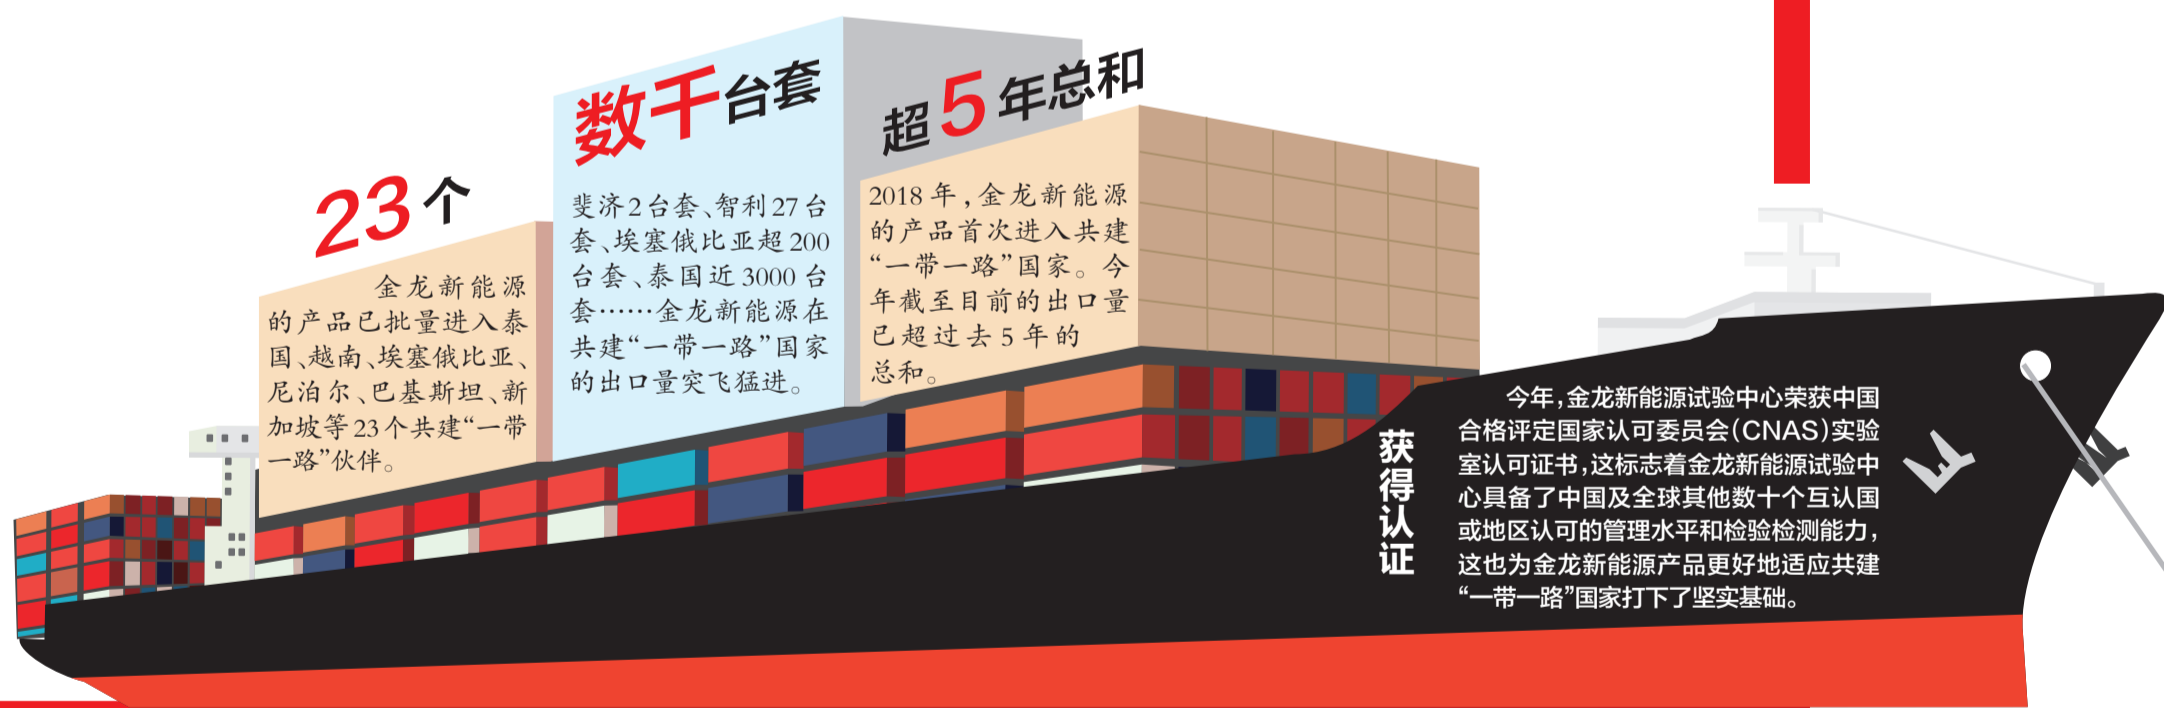 23个
金龙新能源
的产品已批量进入泰
国、越南、埃塞俄比亚、
尼泊尔、巴基斯坦、新
加坡等23个共建“一带
一路”伙伴。
数千台套
斐济2台套、智利27台
套、埃塞俄比亚超200
台套、泰国近3000台
套……金龙新能源在
共建“一带一路”国家
的出口量突飞猛进。
超5年总和
2018年，金龙新能源
的产品首次进入共建
“一带一路”国家。今
年截至目前的出口量
已超过去5年的
总和。
获得认证
今年，金龙新能源试验中心荣获中国
合格评定国家认可委员会（CNAS）实验
室认可证书，这标志着金龙新能源试验中
心具备了中国及全球其他数十个互认国
或地区认可的管理水平和检验检测能力，
这也为金龙新能源产品更好地适应共建
“一带一路”国家打下了坚实基础。